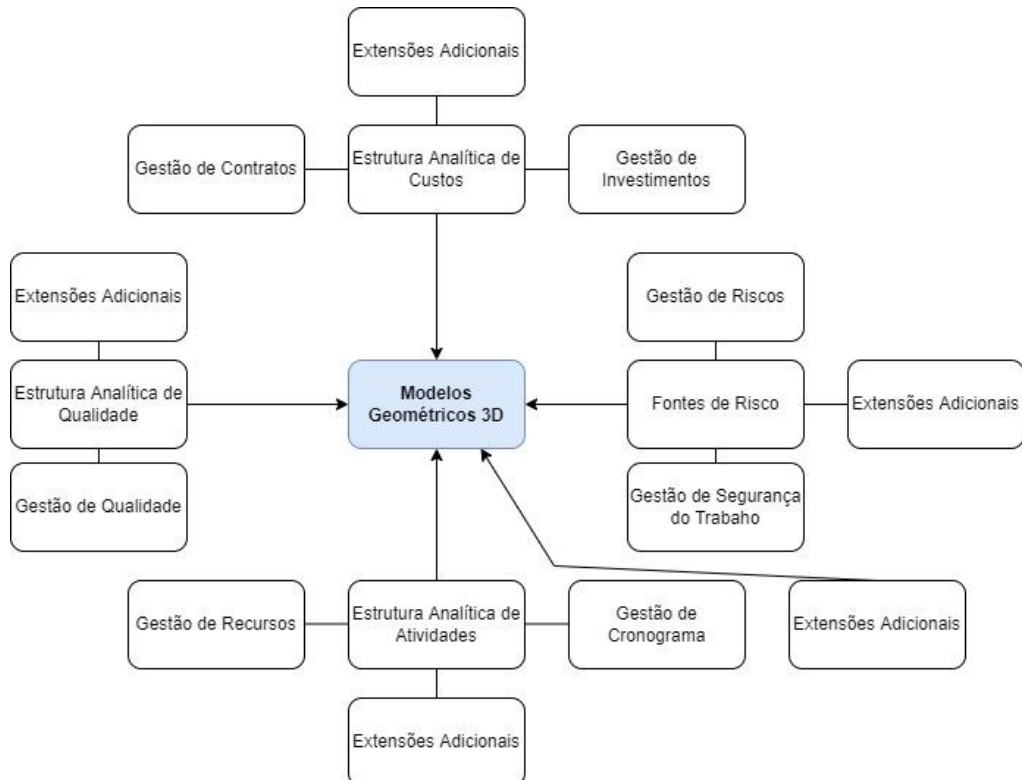 Extensões Adicionais
Gestão de Contratos
Estrutura Analítica de
Custos
Gestão de
Investimentos
Extensões Adicionais
Gestão de Riscos
Estrutura Analítica de
Qualidade
Modelos
Geométricos 3D
Fontes de Risco
Extensões Adicionais
Gestão de Qualidade
Gestão de Segurança
do Trabaho
Gestão de Recursos
Estrutura Analítica de
Atividades
Gestão de
Cronograma
Extensões Adicionais
Extensões Adicionais